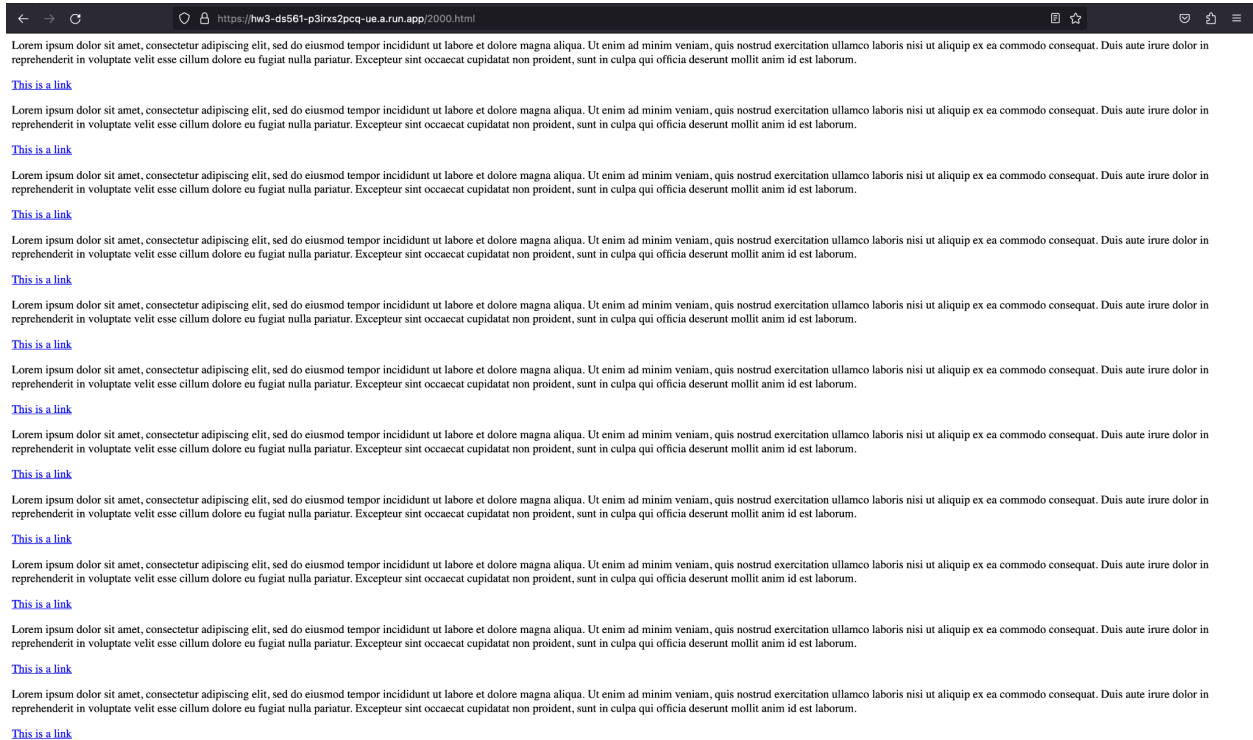 https://hw3-ds561-p3irxs2pcq-ue.a.run.app/2000.html
Lorem ipsum dolor sit amet, consectetur adipiscing elit, sed do eiusmod tempor incididunt ut labore et dolore magna aliqua. Ut enim ad minim veniam, quis nostrud exercitation ullamco laboris nisi ut aliquip ex ea commodo consequat. Duis aute irure dolor in
reprehenderit in voluptate velit esse cillum dolore eu fugiat nulla pariatur. Excepteur sint occaecat cupidatat non proident, sunt in culpa qui officia deserunt mollit anim id est laborum.
This is a link
Lorem ipsum dolor sit amet, consectetur adipiscing elit, sed do eiusmod tempor incididunt ut labore et dolore magna aliqua. Ut enim ad minim veniam, quis nostrud exercitation ullamco laboris nisi ut aliquip ex ea commodo consequat. Duis aute irure dolor in
reprehenderit in voluptate velit esse cillum dolore eu fugiat nulla pariatur. Excepteur sint occaecat cupidatat non proident, sunt in culpa qui officia deserunt mollit anim id est laborum.
This is a link
Lorem ipsum dolor sit amet, consectetur adipiscing elit, sed do eiusmod tempor incididunt ut labore et dolore magna aliqua. Ut enim ad minim veniam, quis nostrud exercitation ullamco laboris nisi ut aliquip ex ea commodo consequat. Duis aute irure dolor in
reprehenderit in voluptate velit esse cillum dolore eu fugiat nulla pariatur. Excepteur sint occaecat cupidatat non proident, sunt in culpa qui officia deserunt mollit anim id est laborum.
This is a link
Lorem ipsum dolor sit amet, consectetur adipiscing elit, sed do eiusmod tempor incididunt ut labore et dolore magna aliqua. Ut enim ad minim veniam, quis nostrud exercitation ullamco laboris nisi ut aliquip ex ea commodo consequat. Duis aute irure dolor in
reprehenderit in voluptate velit esse cillum dolore eu fugiat nulla pariatur. Excepteur sint occaecat cupidatat non proident, sunt in culpa qui officia deserunt mollit anim id est laborum.
This is a link
Lorem ipsum dolor sit amet, consectetur adipiscing elit, sed do eiusmod tempor incididunt ut labore et dolore magna aliqua. Ut enim ad minim veniam, quis nostrud exercitation ullamco laboris nisi ut aliquip ex ea commodo consequat. Duis aute irure dolor in
reprehenderit in voluptate velit esse cillum dolore eu fugiat nulla pariatur. Excepteur sint occaecat cupidatat non proident, sunt in culpa qui officia deserunt mollit anim id est laborum.
This is a link
Lorem ipsum dolor sit amet, consectetur adipiscing elit, sed do eiusmod tempor incididunt ut labore et dolore magna aliqua. Ut enim ad minim veniam, quis nostrud exercitation ullamco laboris nisi ut aliquip ex ea commodo consequat. Duis aute irure dolor in
reprehenderit in voluptate velit esse cillum dolore eu fugiat nulla pariatur. Excepteur sint occaecat cupidatat non proident, sunt in culpa qui officia deserunt mollit anim id est laborum.
This is a link
Lorem ipsum dolor sit amet, consectetur adipiscing elit, sed do eiusmod tempor incididunt ut labore et dolore magna aliqua. Ut enim ad minim veniam, quis nostrud exercitation ullamco laboris nisi ut aliquip ex ea commodo consequat. Duis aute irure dolor in
reprehenderit in voluptate velit esse cillum dolore eu fugiat nulla pariatur. Excepteur sint occaecat cupidatat non proident, sunt in culpa qui officia deserunt mollit anim id est laborum.
This is a link
Lorem ipsum dolor sit amet, consectetur adipiscing elit, sed do eiusmod tempor incididunt ut labore et dolore magna aliqua. Ut enim ad minim veniam, quis nostrud exercitation ullamco laboris nisi ut aliquip ex ea commodo consequat. Duis aute irure dolor in
reprehenderit in voluptate velit esse cillum dolore eu fugiat nulla pariatur. Excepteur sint occaecat cupidatat non proident, sunt in culpa qui officia deserunt mollit anim id est laborum.
This is a link
Lorem ipsum dolor sit amet, consectetur adipiscing elit, sed do eiusmod tempor incididunt ut labore et dolore magna aliqua. Ut enim ad minim veniam, quis nostrud exercitation ullamco laboris nisi ut aliquip ex ea commodo consequat. Duis aute irure dolor in
reprehenderit in voluptate velit esse cillum dolore eu fugiat nulla pariatur. Excepteur sint occaecat cupidatat non proident, sunt in culpa qui officia deserunt mollit anim id est laborum.
This is a link
Lorem ipsum dolor sit amet, consectetur adipiscing elit, sed do eiusmod tempor incididunt ut labore et dolore magna aliqua. Ut enim ad minim veniam, quis nostrud exercitation ullamco laboris nisi ut aliquip ex ea commodo consequat. Duis aute irure dolor in
reprehenderit in voluptate velit esse cillum dolore eu fugiat nulla pariatur. Excepteur sint occaecat cupidatat non proident, sunt in culpa qui officia deserunt mollit anim id est laborum.
This is a link
Lorem ipsum dolor sit amet, consectetur adipiscing elit, sed do eiusmod tempor incididunt ut labore et dolore magna aliqua. Ut enim ad minim veniam, quis nostrud exercitation ullamco laboris nisi ut aliquip ex ea commodo consequat. Duis aute irure dolor in
reprehenderit in voluptate velit esse cillum dolore eu fugiat nulla pariatur. Excepteur sint occaecat cupidatat non proident, sunt in culpa qui officia deserunt mollit anim id est laborum.
This is a link